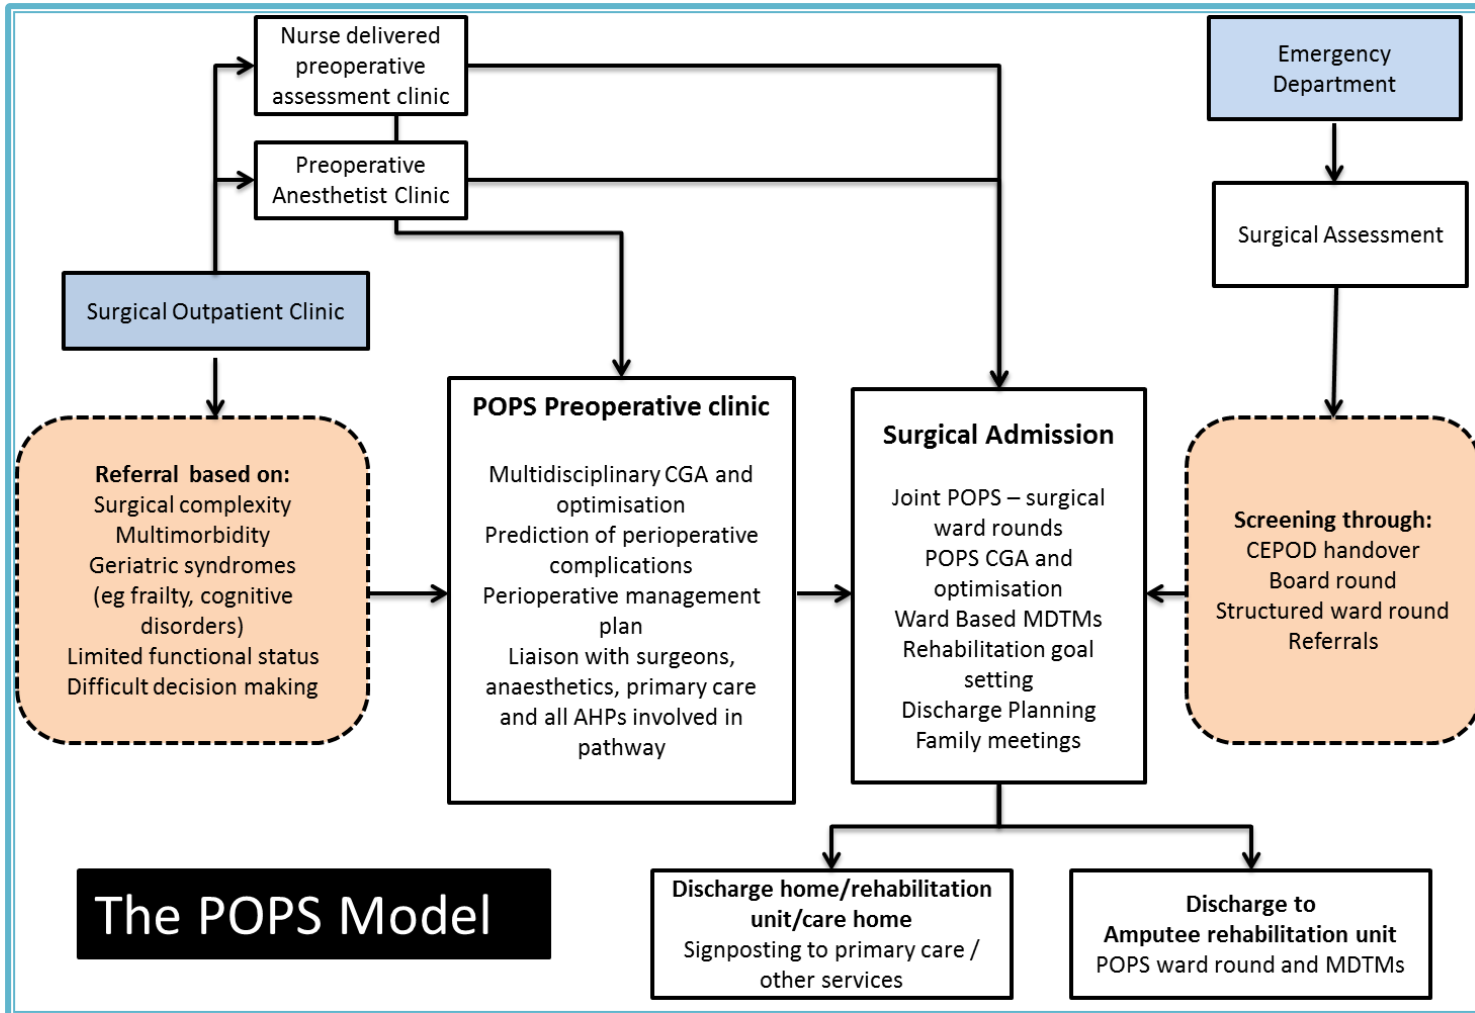 Nurse delivered
preoperative
assessment clinic
Preoperative
Anesthetist Clinic
Surgical Outpatient Clinic
Emergency
Department
Surgical Assessment
Referral based on:
Surgical complexity
Multimorbidity
Geriatric syndromes
(eg frailty, cognitive
disorders)
Limited functional status
Difficult decision making
POPS Preoperative clinic
Multidisciplinary CGA and
optimisation
Prediction of perioperative
complications
Perioperative management
plan
Liaison with surgeons,
anaesthetics, primary care
and all AHPs involved in
pathway
Surgical Admission
Joint POPS – surgical
ward rounds
POPS CGA and
optimisation
Ward Based MDTMs
Rehabilitation goal
setting
Discharge Planning
Family meetings
Screening through:
CEPOD handover
Board round
Structured ward round
Referrals
The POPS Model
Discharge home/rehabilitation
unit/care home
Signposting to primary care /
other services
Discharge to
Amputee rehabilitation unit
POPS ward round and MDTMs